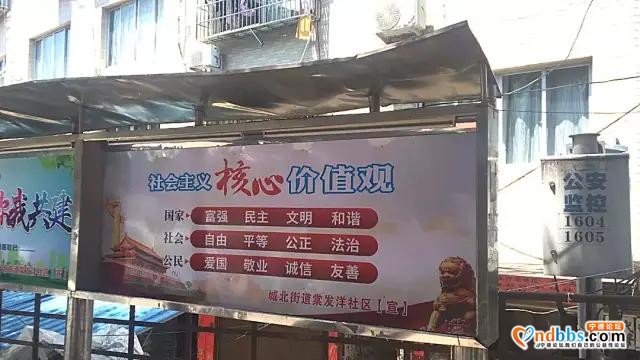 社会主义核心价值观
国家 富强 民主 文明 和谐
社会 自由 平等 公正 法治
公民 爱国 敬业 诚信 友善
城北街道棠发洋社区【宣】
我共建
公安
监控
1604
1605
宁德论坛
ndbbs.com